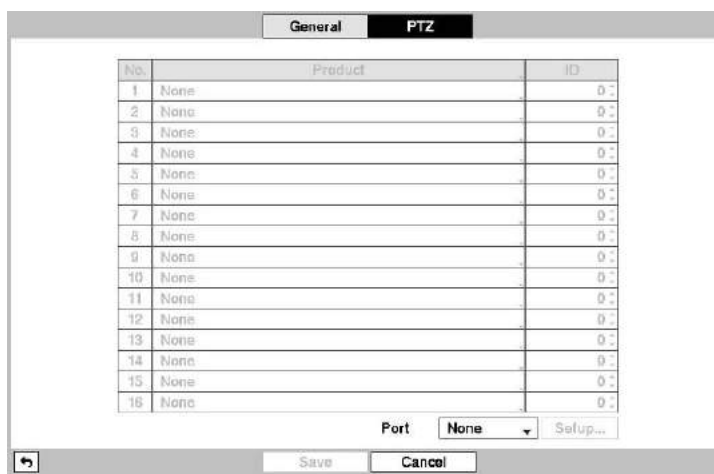 General PTZ
No. Product ID
1 None 0
2 None 0
3 None 0
4 None 0
5 None 0
6 None 0
7 None 0
8 None 0
9 None 0
10 None 0
11 None 0
12 None 0
13 None 0
14 None 0
15 None 0
16 None 0
Port None Setup...
Save Cancel